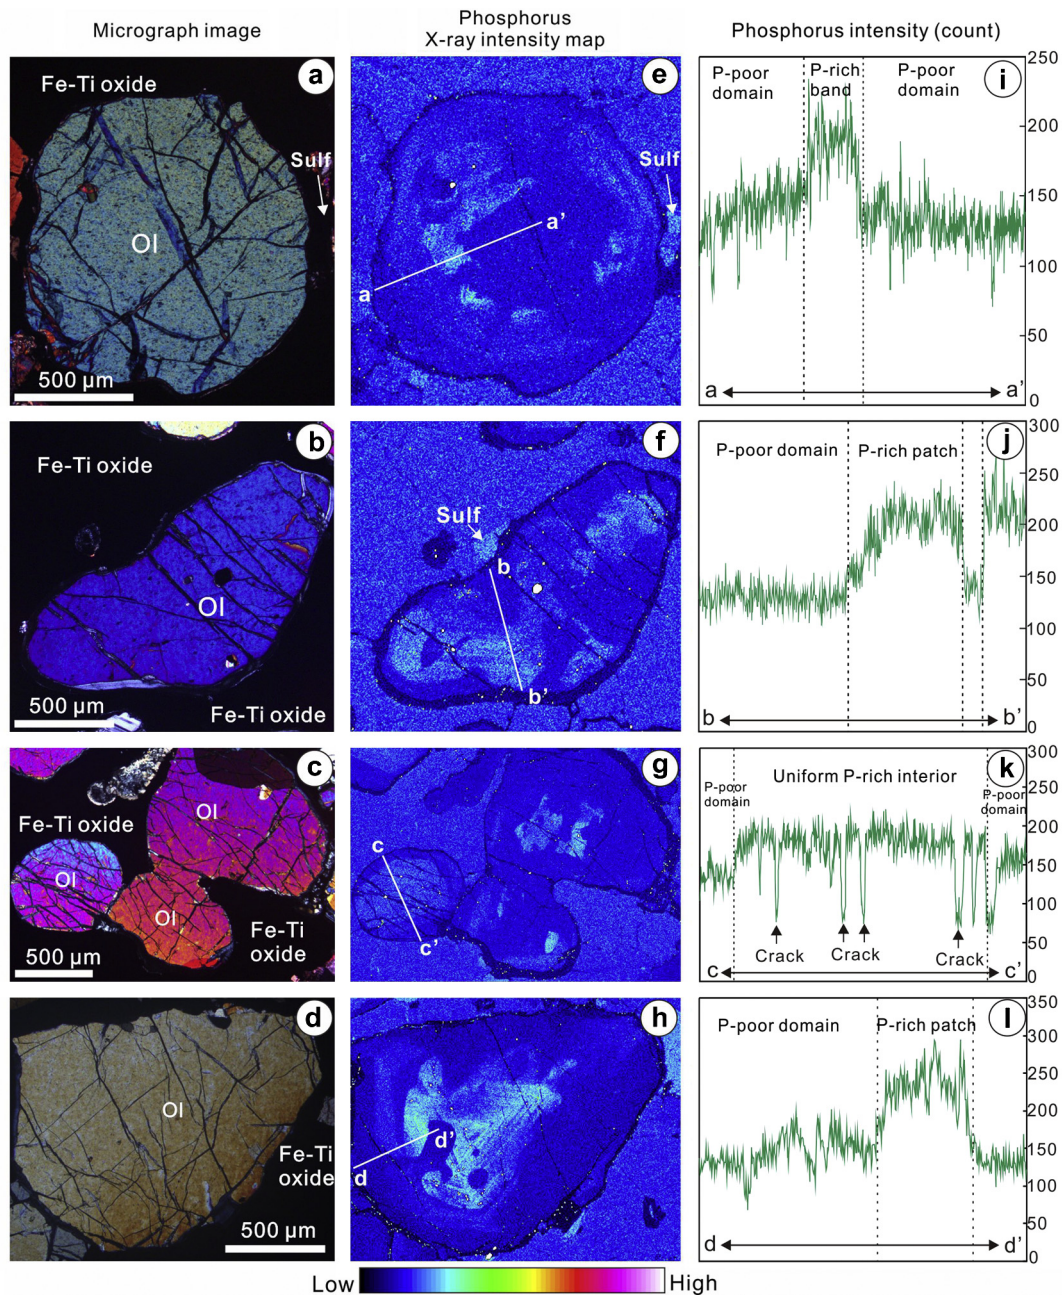 Micrograph image
Phosphorus
X-ray intensity map
Phosphorus intensity (count)
Fe-Ti oxide
a
Sulf
Ol
500 µm
e
Sulf
a'
a
P-poor
domain
P-rich
band
P-poor
domain
i
250
200
150
100
50
0
a
a'
Fe-Ti oxide
b
Ol
500 µm
Fe-Ti oxide
f
Sulf
b
b'
P-poor domain
P-rich patch
j
300
250
200
150
100
50
0
b
b'
c
Ol
Fe-Ti oxide
Ol
Ol
Fe-Ti
oxide
500 µm
g
c
c'
P-poor
domain
Uniform P-rich interior
P-poor
domain
k
300
250
200
150
100
50
0
Crack
Crack
Crack
c
c'
d
Ol
Fe-Ti
oxide
500 µm
h
d'
d
P-poor domain
P-rich patch
l
350
300
250
200
150
100
50
0
d
d'
Low
High